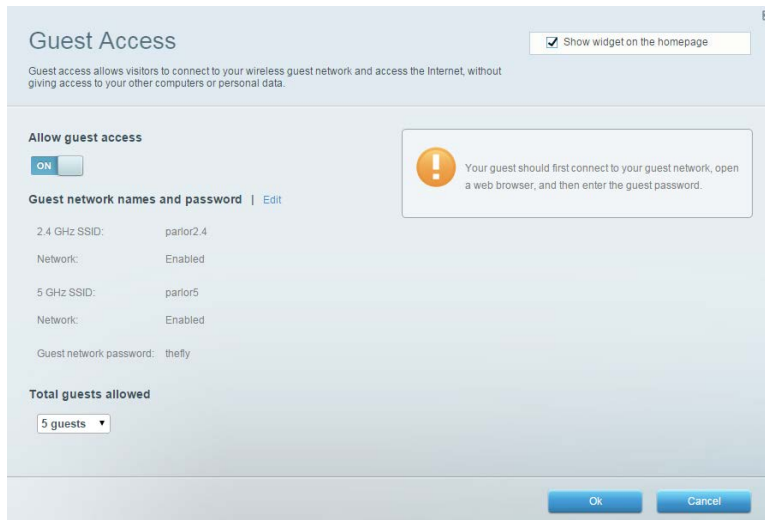 Guest Access
Show widget on the homepage
Guest access allows visitors to connect to your wireless guest network and access the Internet, without
giving access to your other computers or personal data.
Allow guest access
ON
Your guest should first connect to your guest network, open
a web browser, and then enter the guest password.
Guest network names and password | Edit
2.4 GHz SSID: parlor2.4
Network: Enabled
5 GHz SSID: parlor5
Network: Enabled
Guest network password: thefly
Total guests allowed
5 guests
Ok Cancel